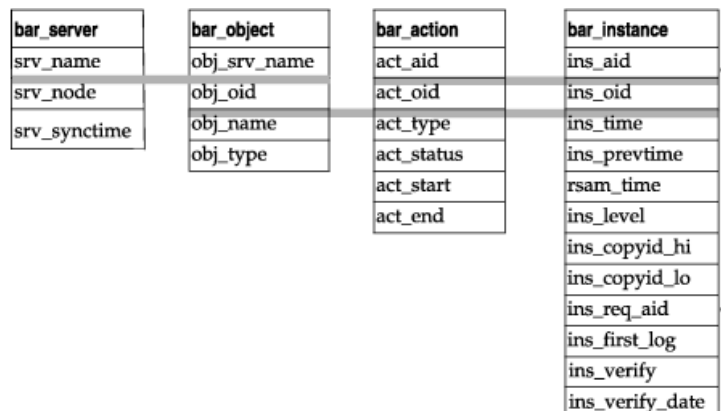 bar_server
srv_name
srv_node
srv_synctime
bar_object
obj_srv_name
obj_oid
obj_name
obj_type
bar_action
act_aid
act_oid
act_type
act_status
act_start
act_end
bar_instance
ins_aid
ins_oid
ins_time
ins_prevtime
rsam_time
ins_level
ins_copyid_hi
ins_copyid_lo
ins_req_aid
ins_first_log
ins_verify
ins_verify_date